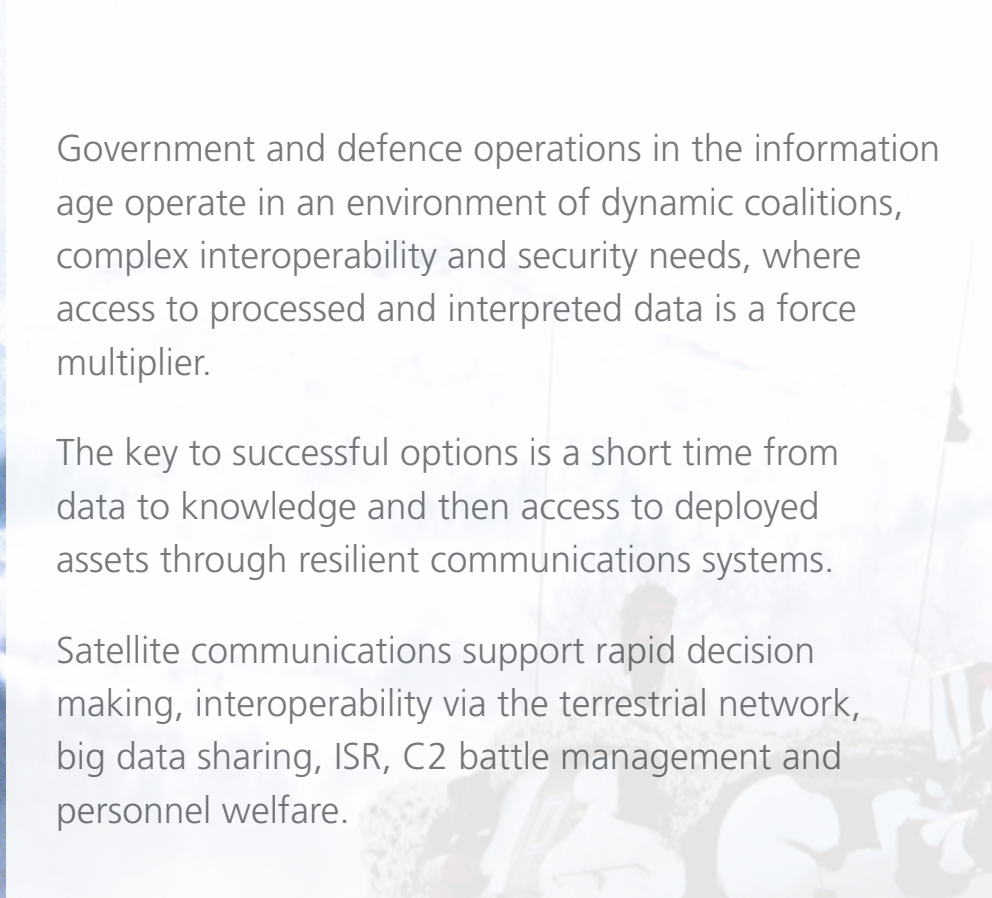 Government and defence operations in the information
age operate in an environment of dynamic coalitions,
complex interoperability and security needs, where
access to processed and interpreted data is a force
multiplier.
The key to successful options is a short time from
data to knowledge and then access to deployed
assets through resilient communications systems.
Satellite communications support rapid decision
making, interoperability via the terrestrial network,
big data sharing, ISR, C2 battle management and
personnel welfare.